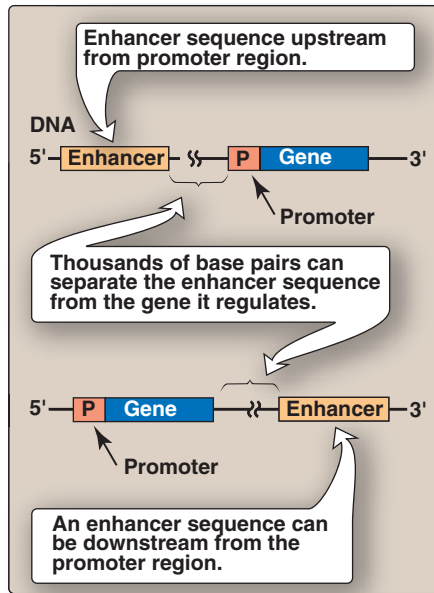 Enhancer sequence upstream
from promoter region.
DNA
5' Enhancer P Gene 3'
Promoter
Thousands of base pairs can
separate the enhancer sequence
from the gene it regulates.
5' P Gene Enhancer 3'
Promoter
An enhancer sequence can
be downstream from the
promoter region.